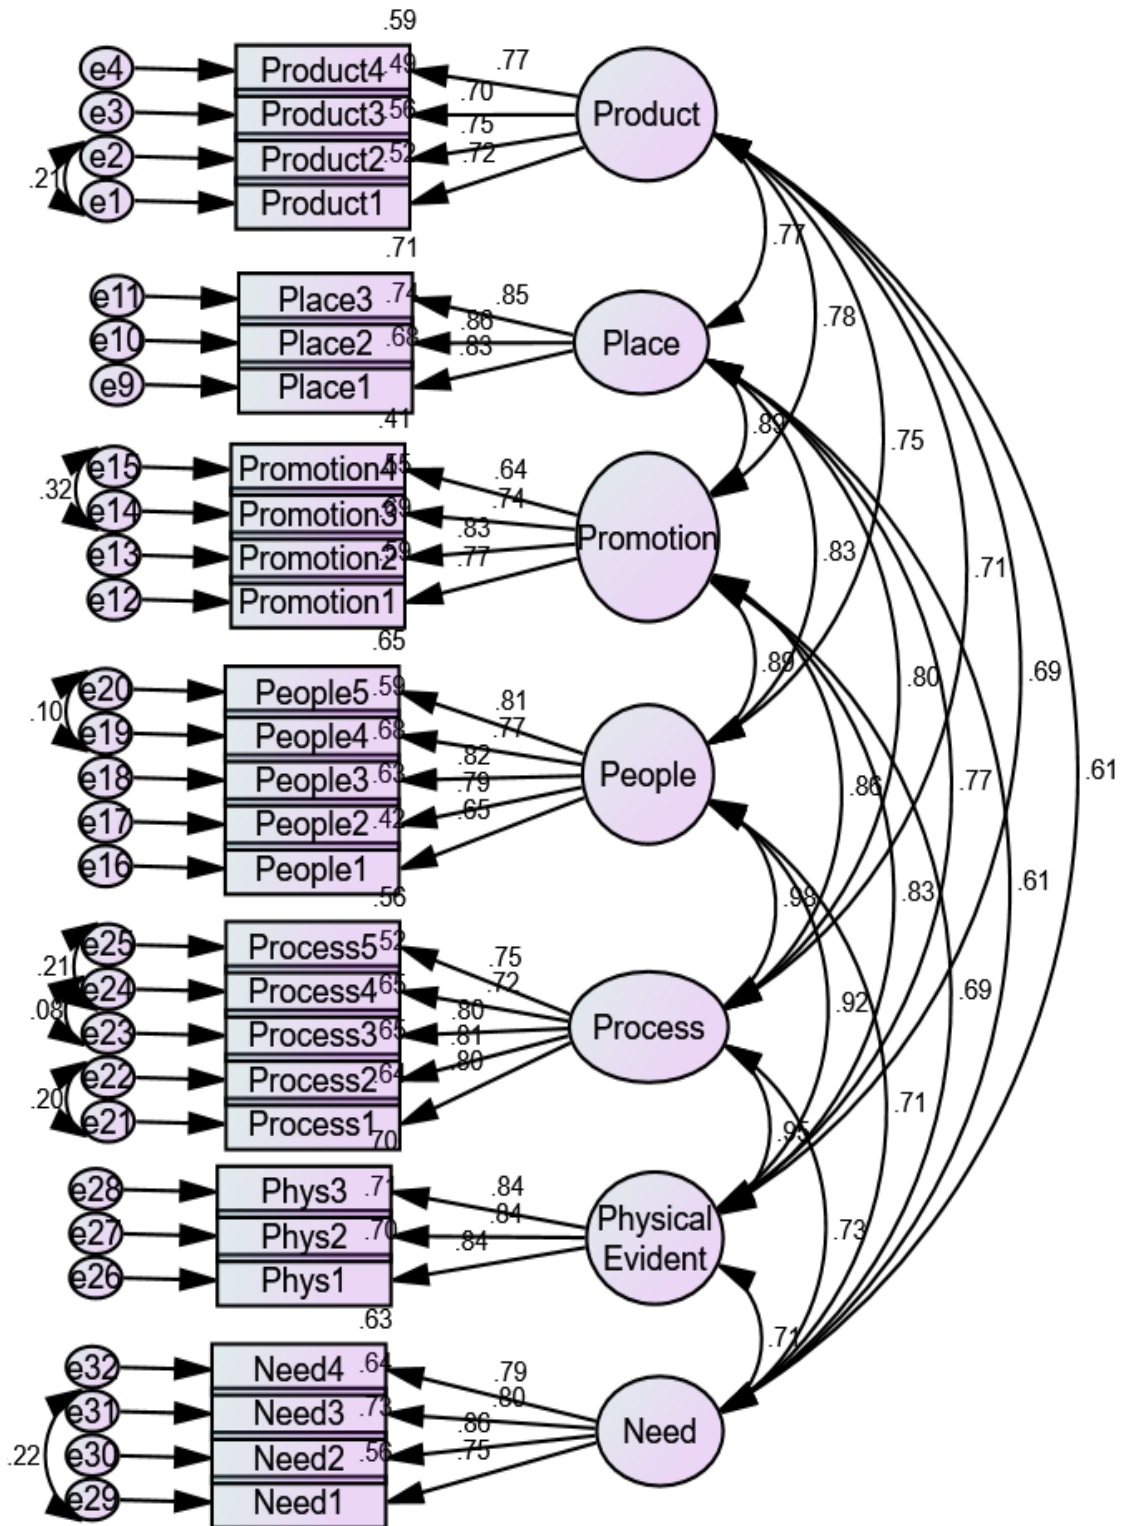 .59
e4 Product4 .49 .77 Product
e3 Product3 .56 .70
e2 Product2 .52 .75
.21
e1 Product1 .72
.71
e11 Place3 .74 .85
e10 Place2 .68 .86 Place
e9 Place1 .83
.77
.78
.75
.41
e15 Promotion4 .55 .64
.32
e14 Promotion3 .69 .74
e13 Promotion2 .59 .83 Promotion
e12 Promotion1 .77
.83
.71
.65
e20 People5 .59 .81
.10
e19 People4 .68 .77
e18 People3 .63 .82 People
e17 People2 .42 .79
e16 People1 .65
.89
.80
.69
.86
.77
.61
.56
e25 Process5 .52 .75
.21
e24 Process4 .65 .72
.08
e23 Process3 .65 .80 Process
e22 Process2 .64 .81
.20
e21 Process1 .80
.98
.83
.61
.92
.69
.71
.70
e28 Phys3 .71 .84
e27 Phys2 .70 .84 Physical
Evident
e26 Phys1 .84
.95
.73
.63
e32 Need4 .64 .79
e31 Need3 .73 .80
e30 Need2 .56 .86 Need
.22
e29 Need1 .75
.71